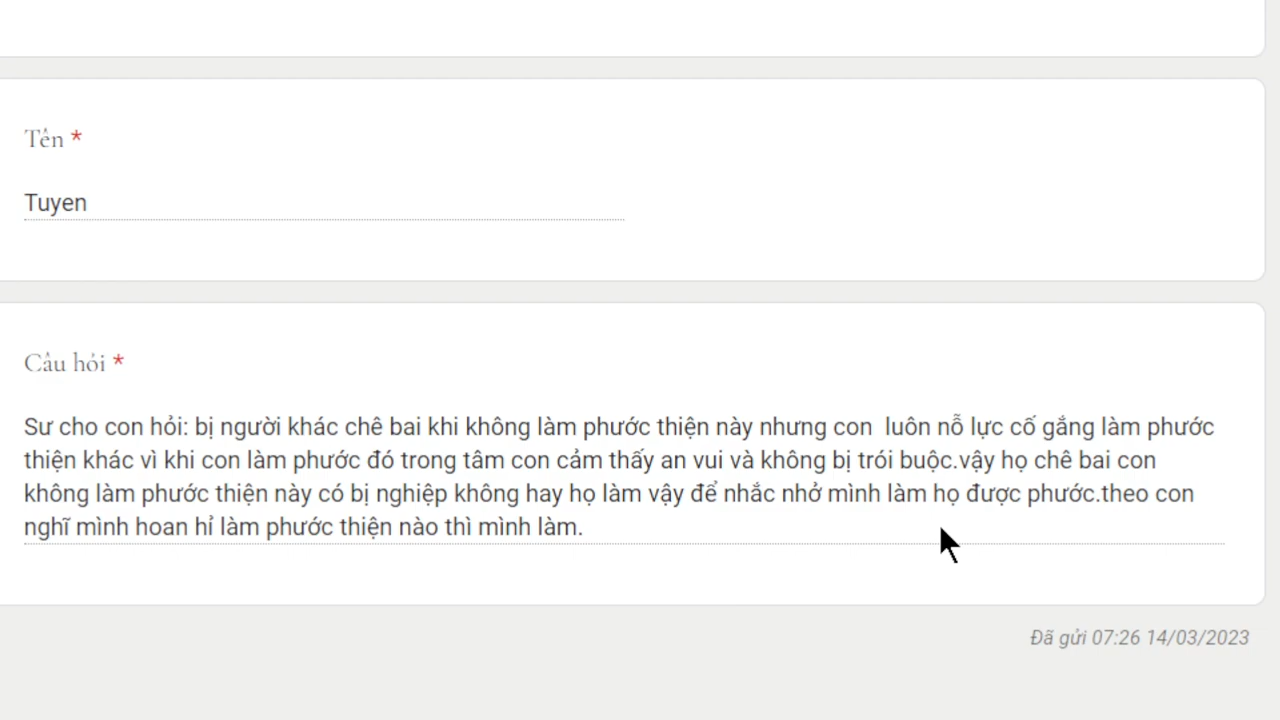 Tên *
Tuyen
Câu hỏi *
Sư cho con hỏi: bị người khác chê bai khi không làm phước thiện này nhưng con  luôn nỗ lực cố gắng làm phước
thiện khác vì khi con làm phước đó trong tâm con cảm thấy an vui và không bị trói buộc.vậy họ chê bai con
không làm phước thiện này có bị nghiệp không hay họ làm vậy để nhắc nhở mình làm họ được phước.theo con
nghĩ mình hoan hỉ làm phước thiện nào thì mình làm.
Đã gửi 07:26 14/03/2023